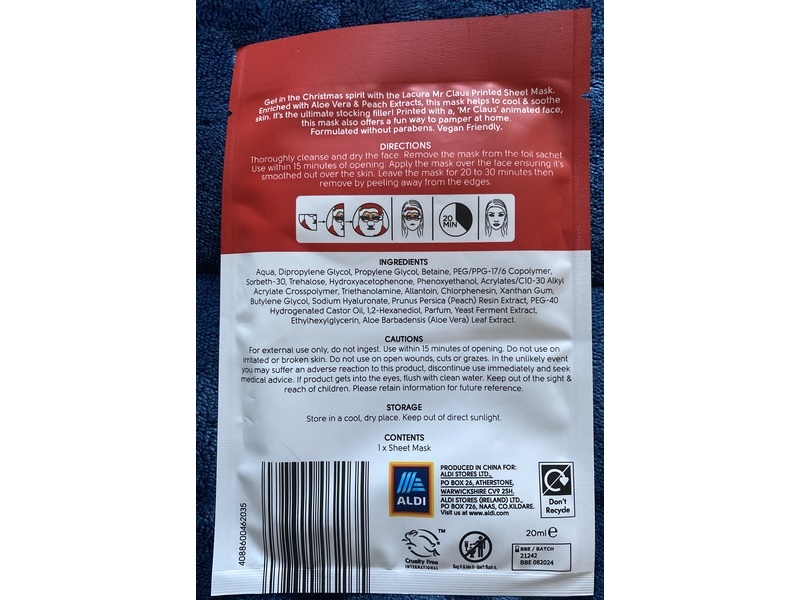 Get in the Christmas spirit with the Lacura Mr Claus Printed Sheet Mask.
Enriched with Aloe Vera & Peach Extracts, this mask helps to cool & soothe
skin. It's the ultimate stocking filler! Printed with a, 'Mr Claus' animated face,
this mask also offers a fun way to pamper at home.
Formulated without parabens. Vegan Friendly.
DIRECTIONS
Thoroughly cleanse and dry the face. Remove the mask from the foil sachet.
Use within 15 minutes of opening. Apply the mask over the face ensuring it's
smoothed out over the skin. Leave the mask for 20 to 30 minutes then
remove by peeling away from the edges.
20
MIN
INGREDIENTS
Aqua, Dipropylene Glycol, Propylene Glycol, Betaine, PEG/PPG-17/6 Copolymer,
Sorbeth-30, Trehalose, Hydroxyacetophenone, Phenoxyethanol, Acrylates/C10-30 Alkyl
Acrylate Crosspolymer, Triethanolamine, Allantoin, Chlorphenesin, Xanthan Gum,
Butylene Glycol, Sodium Hyaluronate, Prunus Persica (Peach) Resin Extract, PEG-40
Hydrogenated Castor Oil, 1,2-Hexanediol, Parfum, Yeast Ferment Extract,
Ethylhexylglycerin, Aloe Barbadensis (Aloe Vera) Leaf Extract.
CAUTIONS
For external use only, do not ingest. Use within 15 minutes of opening. Do not use on
irritated or broken skin. Do not use on open wounds, cuts or grazes. In the unlikely event
you may suffer an adverse reaction to this product, discontinue use immediately and seek
medical advice. If product gets into the eyes, flush with clean water. Keep out of the sight &
reach of children. Please retain information for future reference.
STORAGE
Store in a cool, dry place. Keep out of direct sunlight.
CONTENTS
1 x Sheet Mask
4088600462035
ALDI
PRODUCED IN CHINA FOR:
ALDI STORES LTD.,
PO BOX 26, ATHERSTONE,
WARWICKSHIRE CV9 2SH.
ALDI STORES (IRELAND) LTD.,
PO BOX 726, NAAS, CO.KILDARE.
Visit us at www.aldi.com
Don't
Recycle
20ml e
TM
Cruelty Free
INTERNATIONAL
Bag it & bin it - don't flush it.
BBE / BATCH
21242
BBE 082024